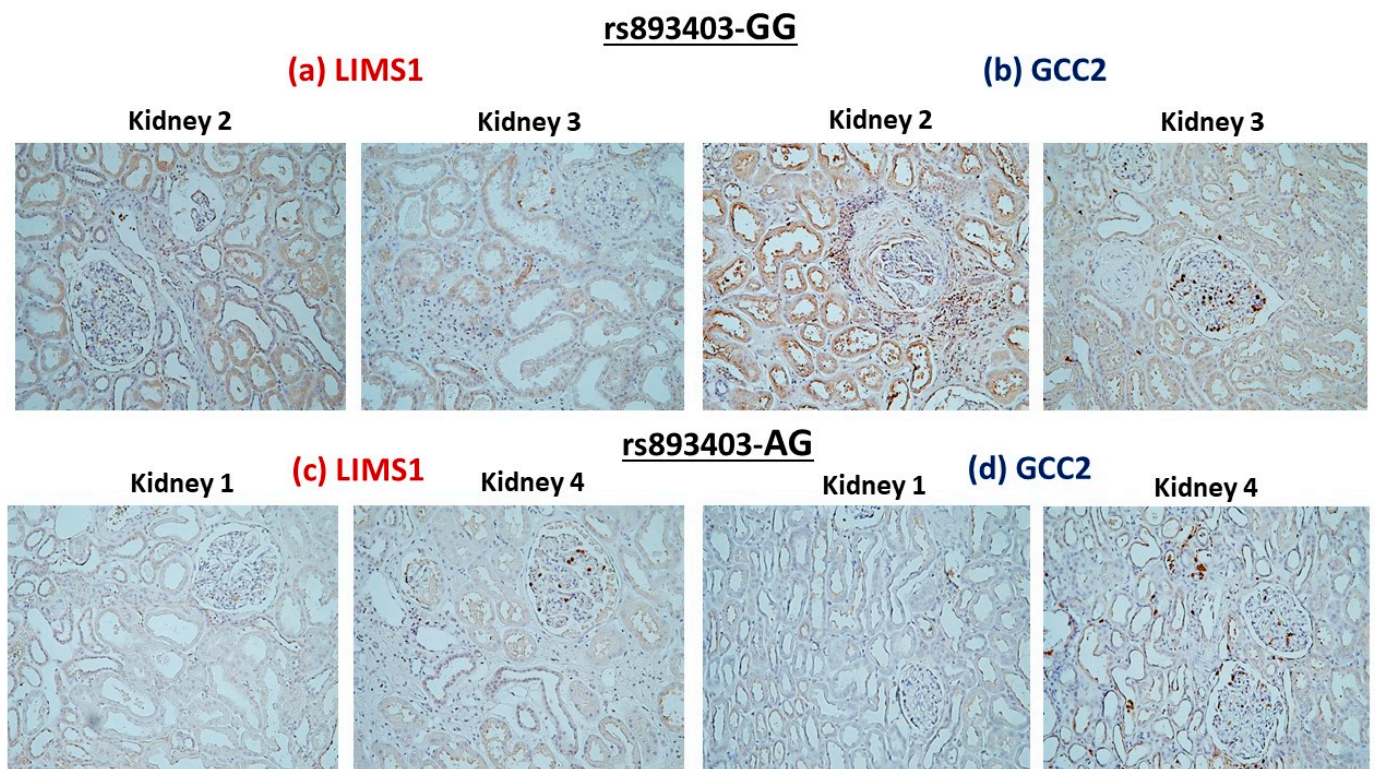 rs893403-GG
(a) LIMS1
(b) GCC2
Kidney 2
Kidney 3
Kidney 2
Kidney 3
rs893403-AG
(c) LIMS1
(d) GCC2
Kidney 1
Kidney 4
Kidney 1
Kidney 4